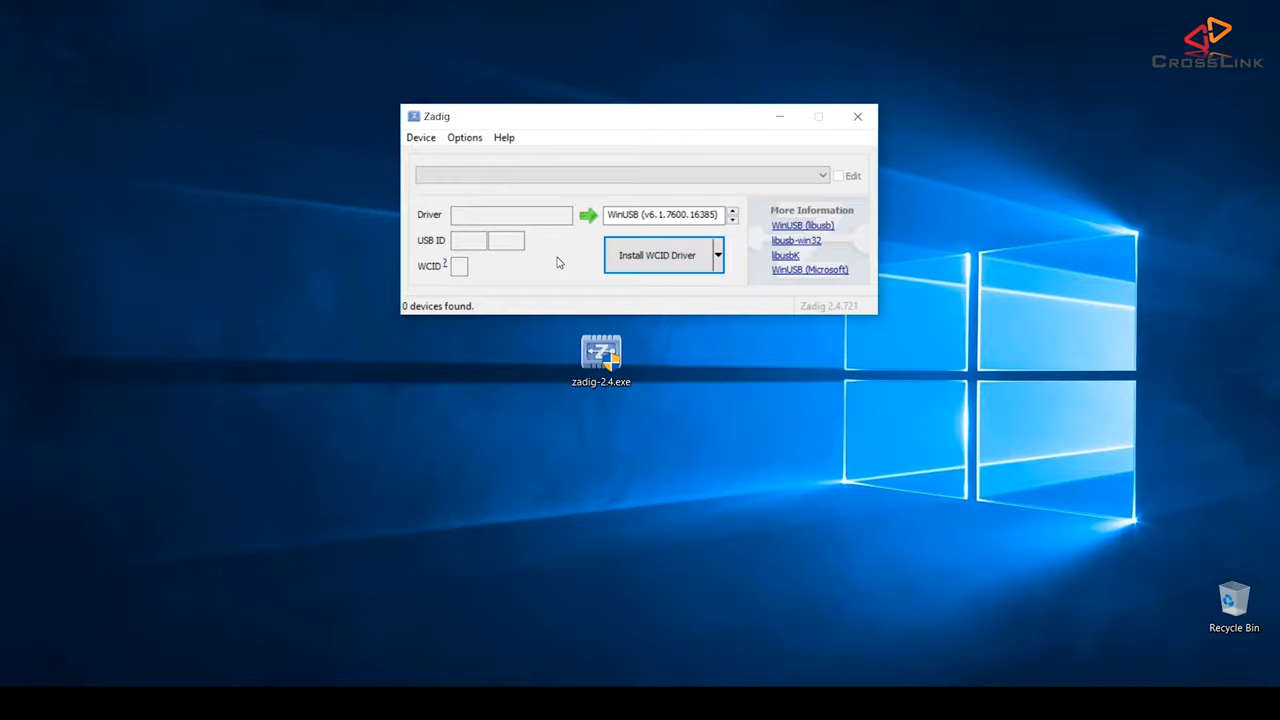 CROSSLINK
Zadig
Device Options Help
Edit
Driver
WinUSB (v6.1.7600.16385)
More Information
WinUSB (libusb)
USB ID
Install WCID Driver
libusb-win32
libusbK
WCID ?
WinUSB (Microsoft)
0 devices found.
Zadig 2.4.721
zadig-2.4.exe
Recycle Bin